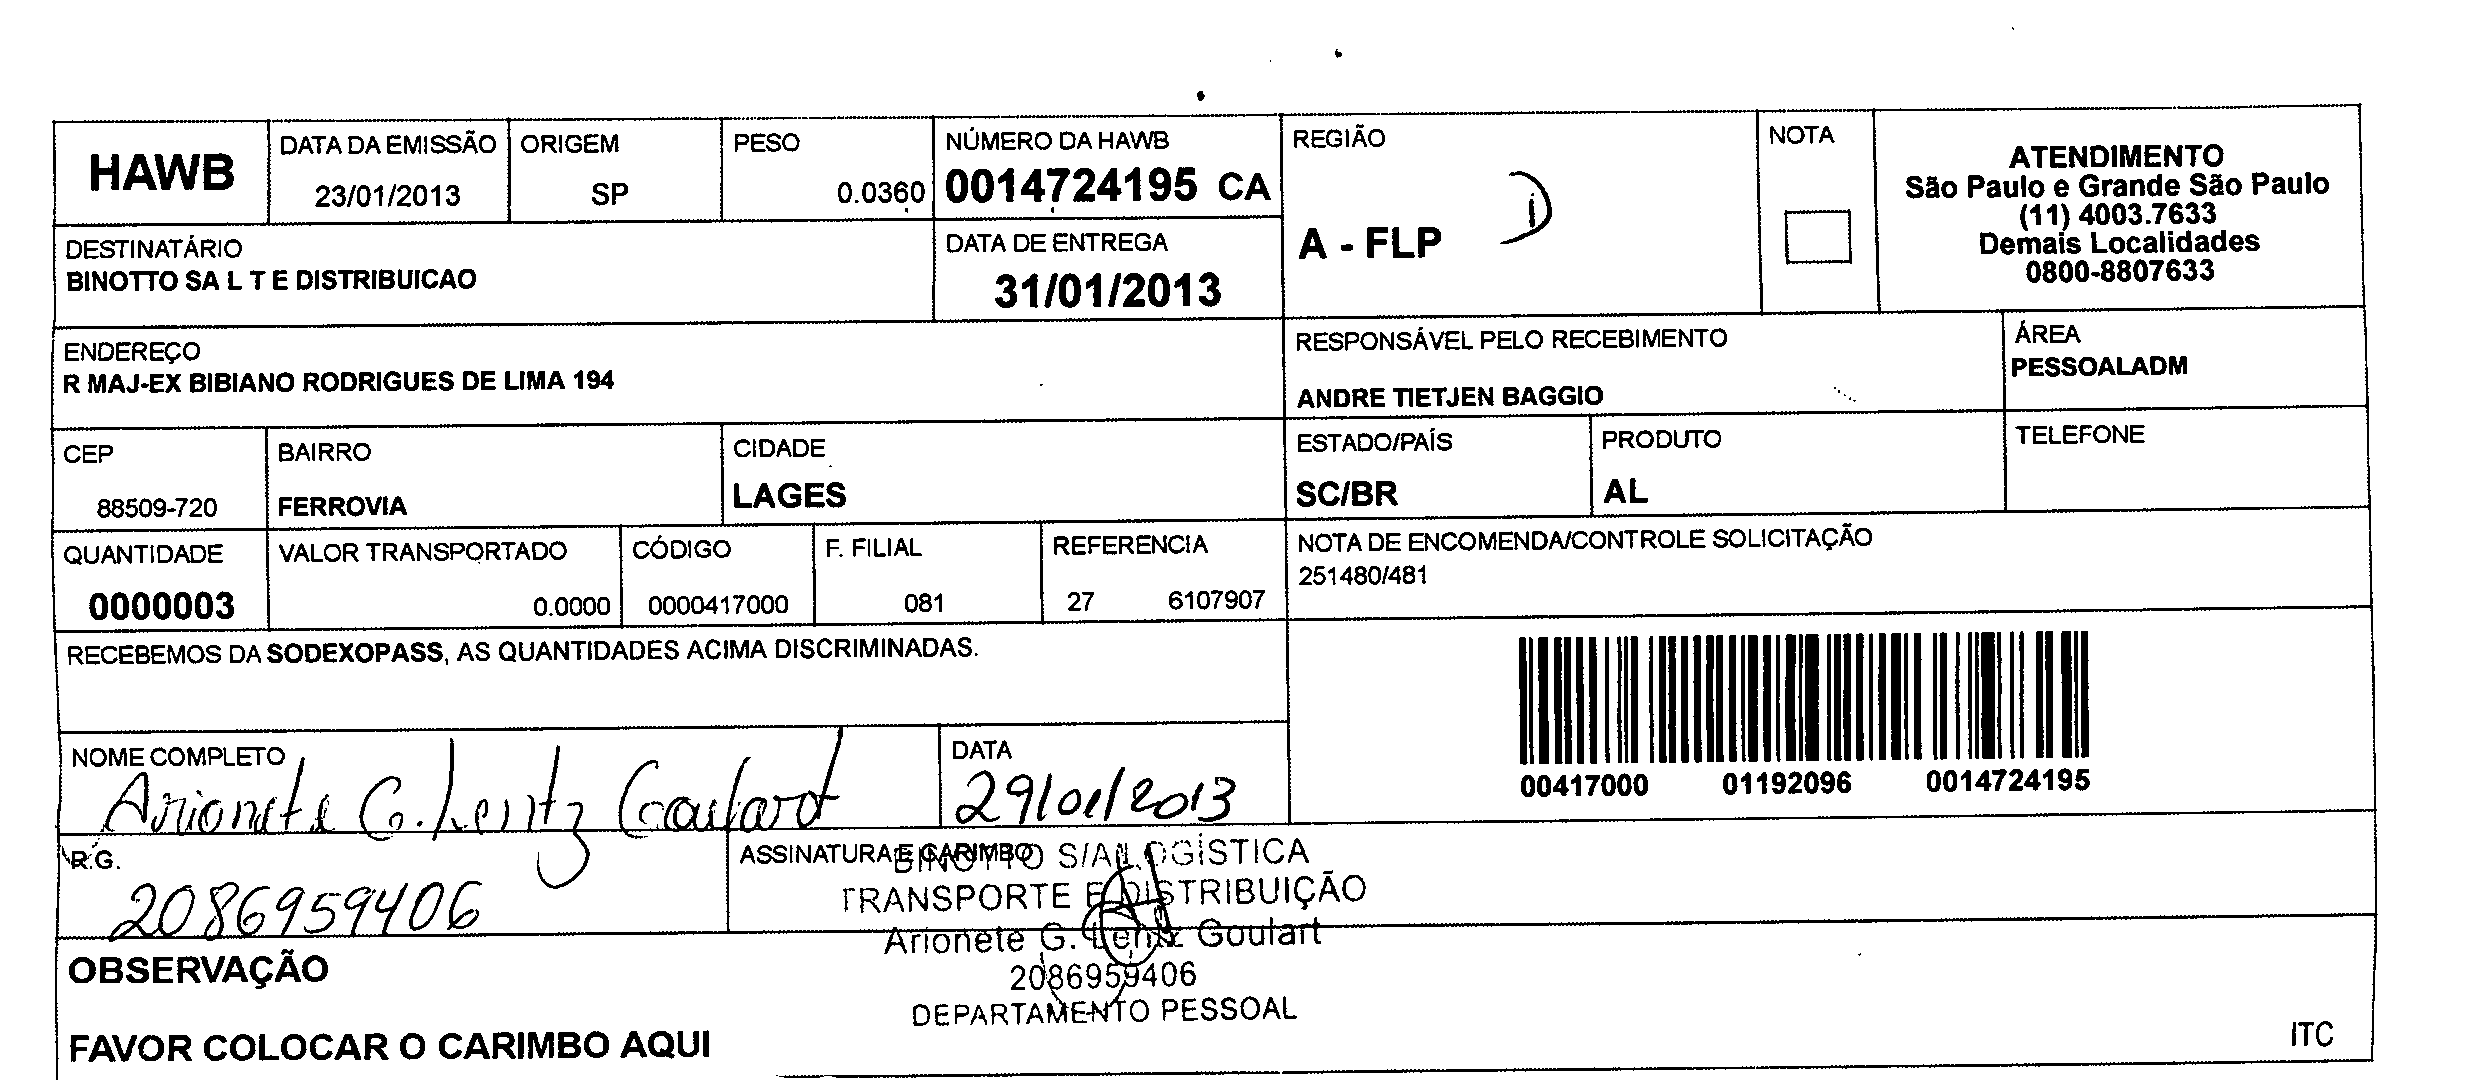 HAWB
DATA DA EMISSÃO
23/01/2013
ORIGEM
SP
PESO
0.0360
NÚMERO DA HAWB
0014724195 CA
REGIÃO
A - FLP
NOTA
ATENDIMENTO
São Paulo e Grande São Paulo
(11) 4003.7633
Demais Localidades
0800-8807633
DESTINATÁRIO
BINOTTO SA L T E DISTRIBUICAO
DATA DE ENTREGA
31/01/2013
ENDEREÇO
R MAJ-EX BIBIANO RODRIGUES DE LIMA 194
RESPONSÁVEL PELO RECEBIMENTO
ANDRE TIETJEN BAGGIO
ÁREA
PESSOALADM
CEP
88509-720
BAIRRO
FERROVIA
CIDADE
LAGES
ESTADO/PAÍS
SC/BR
PRODUTO
AL
TELEFONE
QUANTIDADE
0000003
VALOR TRANSPORTADO
0.0000
CÓDIGO
0000417000
F. FILIAL
081
REFERENCIA
27 6107907
NOTA DE ENCOMENDA/CONTROLE SOLICITAÇÃO
251480/481
RECEBEMOS DA SODEXOPASS, AS QUANTIDADES ACIMA DISCRIMINADAS.
00417000 01192096 0014724195
NOME COMPLETO
Arionete G. Lentz Goulart
DATA
29/01/2013
R.G.
2086959406
ASSINATURA E CARIMBO
BINOTTO S/A LOGÍSTICA
TRANSPORTE E DISTRIBUIÇÃO
Arionete G. Lentz Goulart
2086959406
DEPARTAMENTO PESSOAL
OBSERVAÇÃO
FAVOR COLOCAR O CARIMBO AQUI
ITC